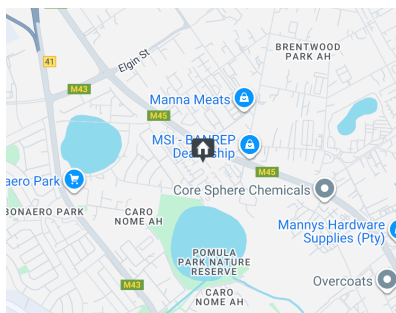 BRENTWOOD
PARK AH
Elgin St
41
M43
Manna Meats
M45
MSI - BANREP
Dealership
M45
aero Park
Core Sphere Chemicals
BONAERO PARK
CARO
NOME AH
Mannys Hardware
Supplies (Pty)
POMULA
PARK NATURE
RESERVE
M43
CARO
NOME AH
Overcoats